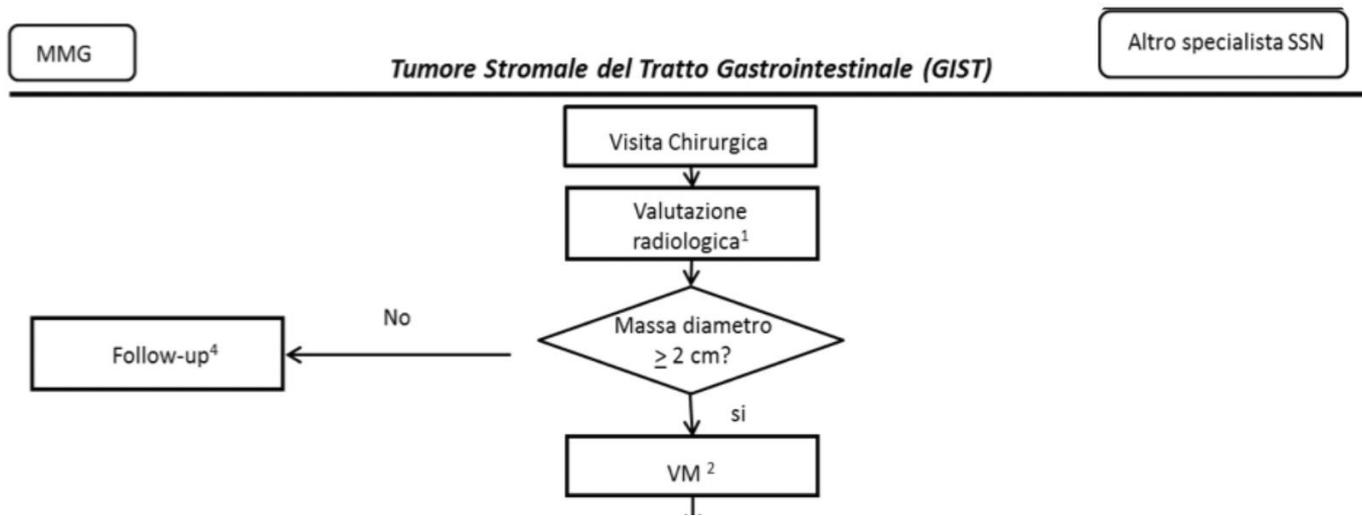 MMG
Altro specialista SSN
Tumore Stromale del Tratto Gastrointestinale (GIST)
Visita Chirurgica
Valutazione
radiologica¹
Massa diametro
≥ 2 cm?
No
Follow-up⁴
si
VM ²